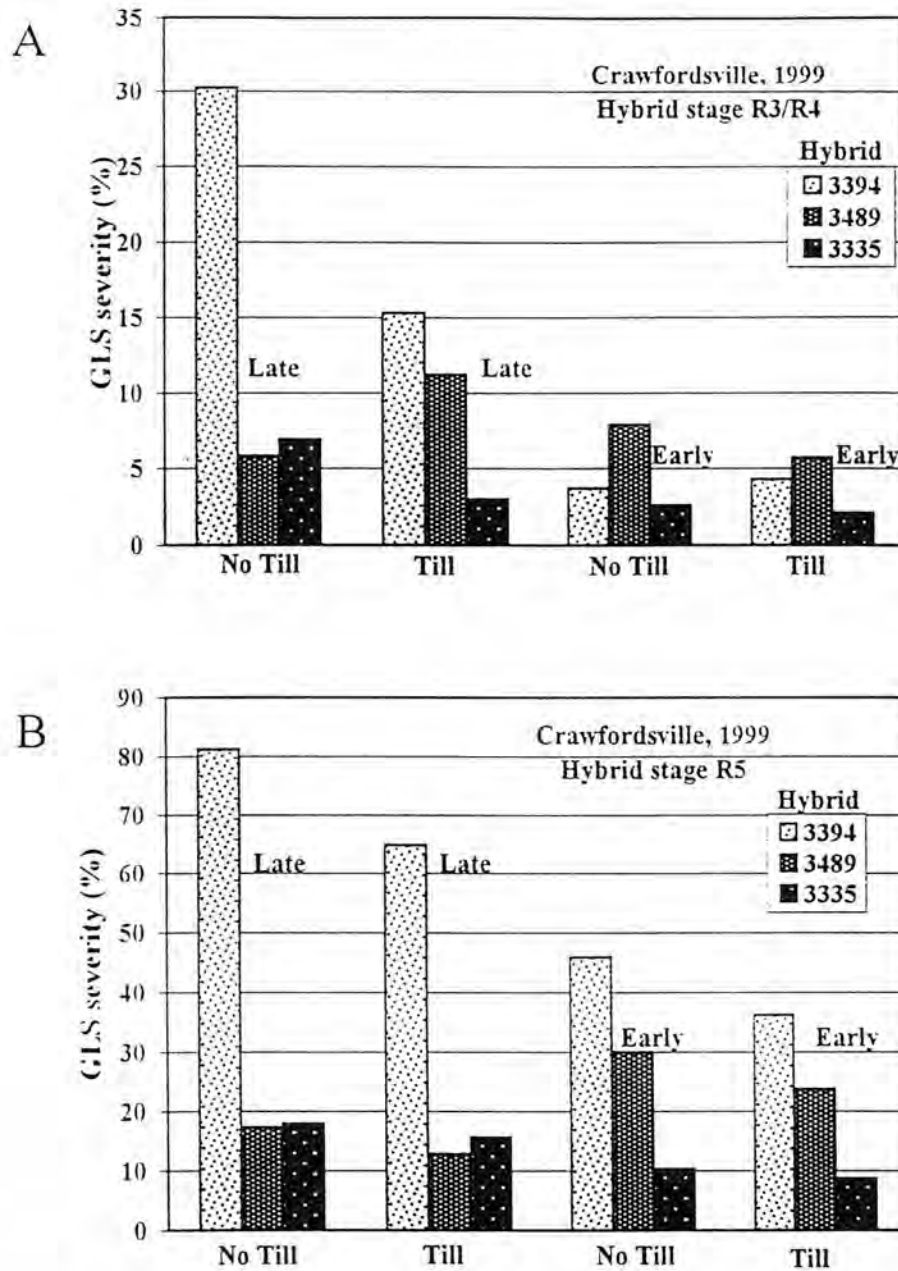 A
35
30
25
20
15
10
5
0
GLS severity (%)
Crawfordsville, 1999
Hybrid stage R3/R4
Hybrid
3394
3489
3335
Late
Late
Early
Early
No Till
Till
No Till
Till
B
90
80
70
60
50
40
30
20
10
0
GLS severity (%)
Crawfordsville, 1999
Hybrid stage R5
Hybrid
3394
3489
3335
Late
Late
Early
Early
No Till
Till
No Till
Till